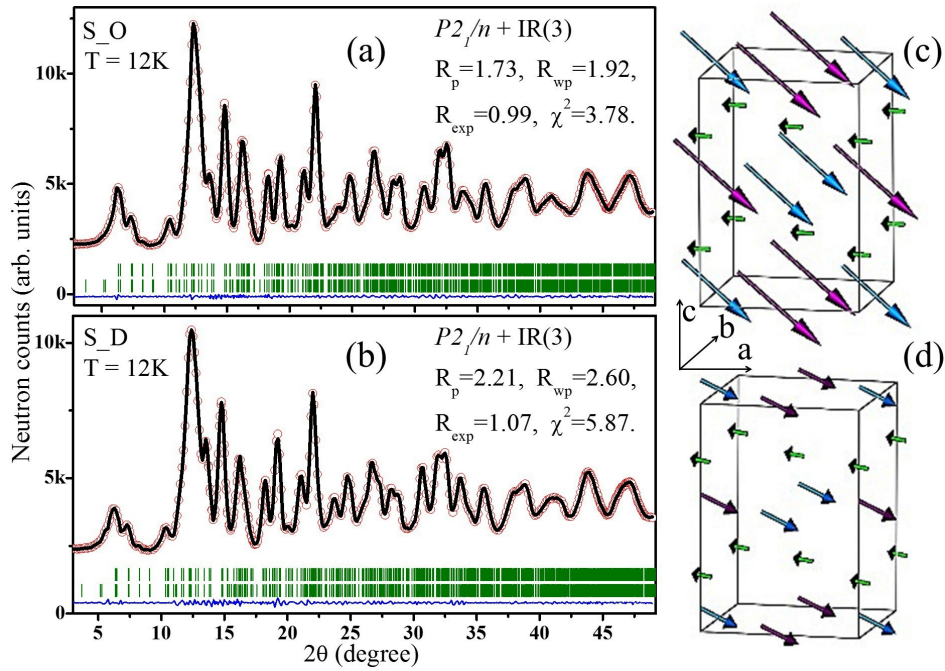 S_O
T = 12K
(a)
P2₁/n + IR(3)
Rₚ=1.73, R_wp=1.92,
R_exp=0.99, χ²=3.78.
10k
5k
0
S_D
T = 12K
(b)
P2₁/n + IR(3)
Rₚ=2.21, R_wp=2.60,
R_exp=1.07, χ²=5.87.
10k
5k
0
5 10 15 20 25 30 35 40 45
2θ (degree)
Neutron counts (arb. units)
(c)
c
b
a
(d)